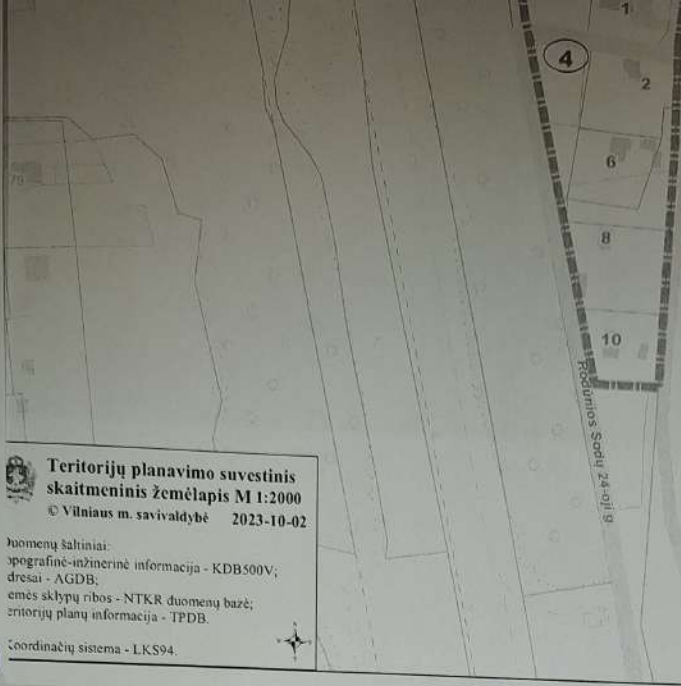 1
4
2
6
79
8
10
Rodūnios Sodų 24-oji g
Teritorijų planavimo suvestinis
skaitmeninis žemėlapis M 1:2000
© Vilniaus m. savivaldybė 2023-10-02
uomenų šaltiniai:
opografinė-inžinerinė informacija - KDB500V;
dresai - AGDB;
emės sklypų ribos - NTKR duomenų bazė;
eritorijų planų informacija - TPDB.
Koordinačių sistema - LKS94.